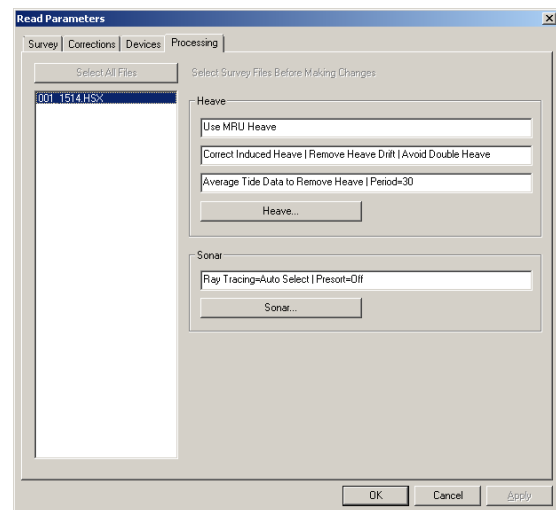 Read Parameters
Survey Corrections Devices Processing
Select All Files
Select Survey Files Before Making Changes
001_1514.HSX
Heave
Use MRU Heave
Correct Induced Heave | Remove Heave Drift | Avoid Double Heave
Average Tide Data to Remove Heave | Period=30
Heave...
Sonar
Ray Tracing=Auto Select | Presort=Off
Sonar...
OK Cancel Apply